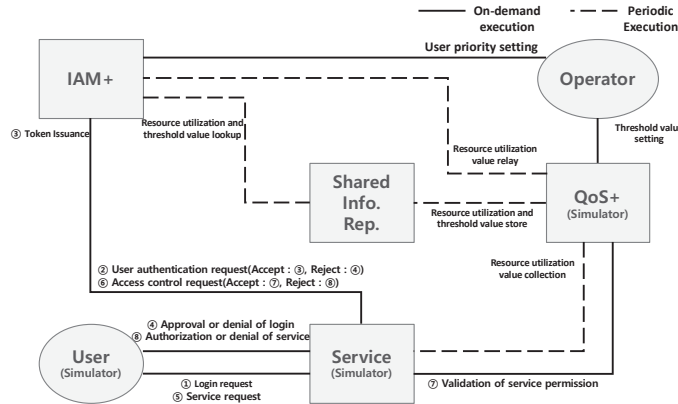 On-demand
execution
Periodic
Execution
User priority setting
IAM+
Operator
③ Token Issuance
Resource utilization and
threshold value lookup
Threshold valu
setting
Resource utilization
value relay
Shared
Info.
Rep.
QoS+
(Simulator)
Resource utilization and
threshold value store
Resource utilization
value collection
② User authentication request(Accept : ③, Reject : ④)
⑥ Access control request(Accept : ⑦, Reject : ⑧)
④ Approval or denial of login
⑧ Authorization or denial of service
User
(Simulator)
Service
(Simulator)
① Login request
⑤ Service request
⑦ Validation of service permission